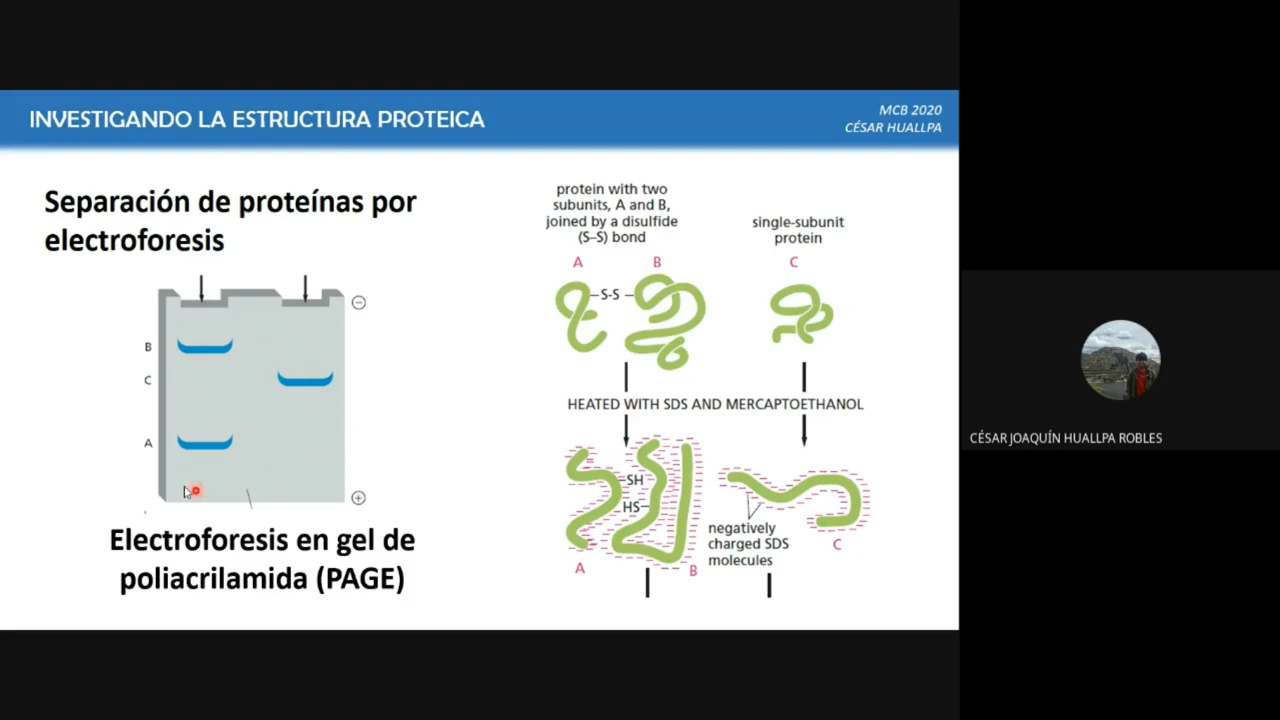 INVESTIGANDO LA ESTRUCTURA PROTEICA
MCB 2020
CÉSAR HUALLPA
Separación de proteínas por
electroforesis
B
C
A
Electroforesis en gel de
poliacrilamida (PAGE)
protein with two
subunits, A and B,
joined by a disulfide
(S–S) bond
A
B
S-S
single-subunit
protein
C
HEATED WITH SDS AND MERCAPTOETHANOL
SH
HS
A
B
negatively
charged SDS
molecules
C
CÉSAR JOAQUÍN HUALLPA ROBLES